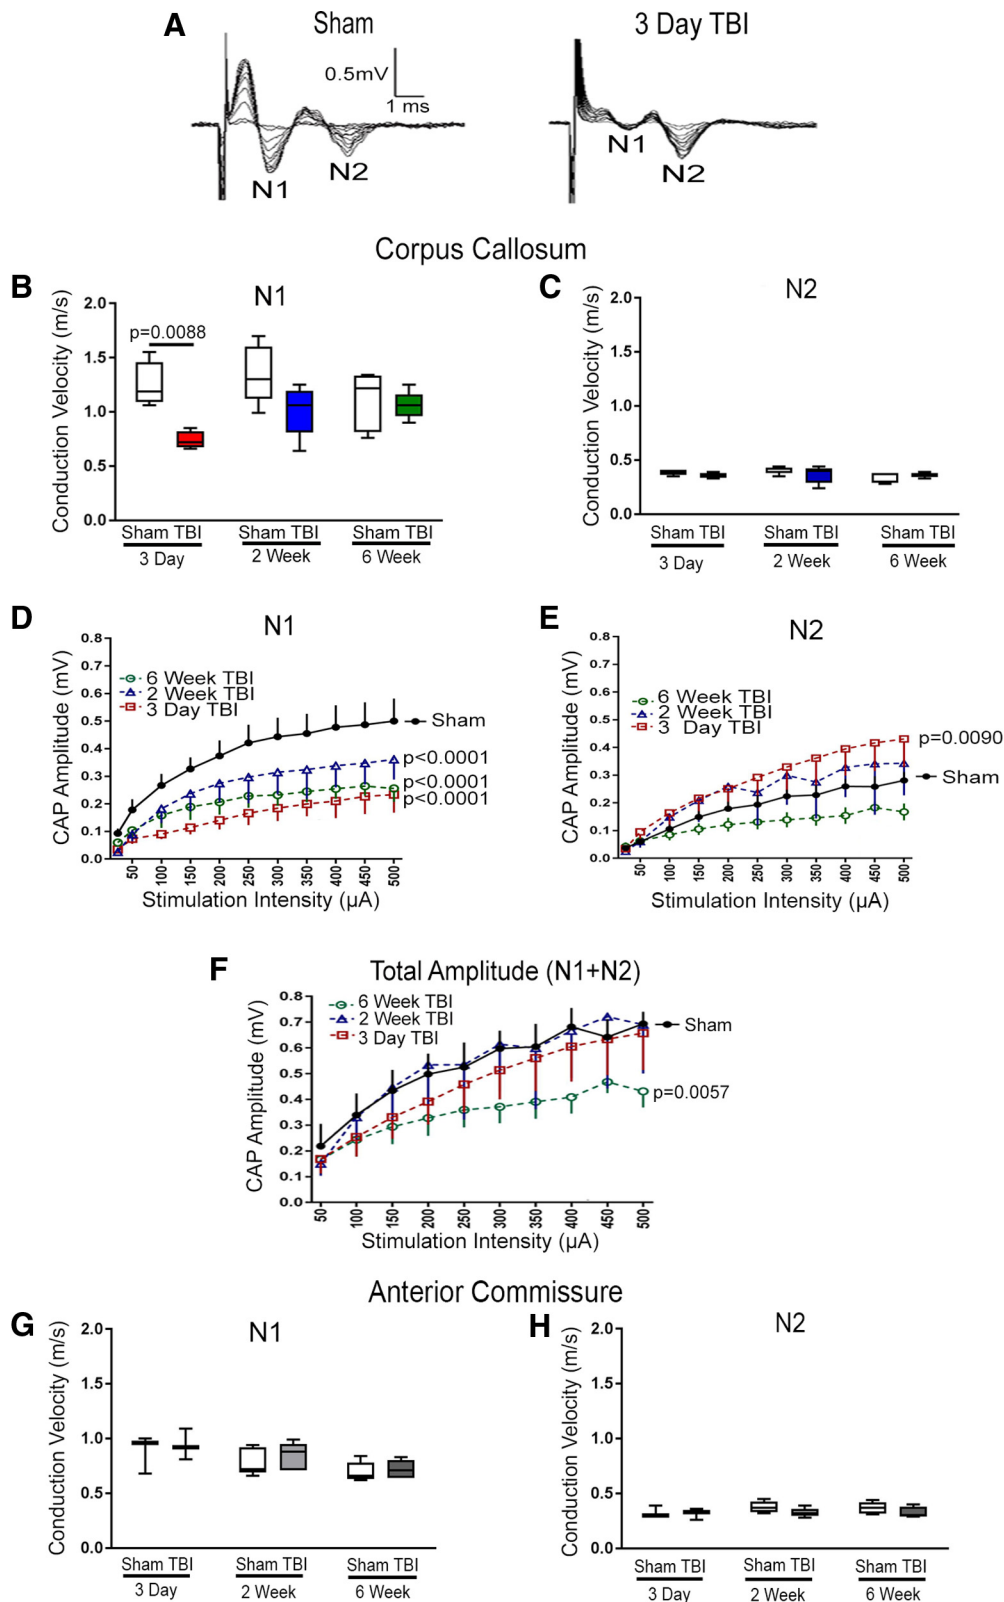 A
Sham
3 Day TBI
0.5mV
1 ms
N1
N2
N1
N2
Corpus Callosum
B
N1
Conduction Velocity (m/s)
2.0
1.5
1.0
0.5
0.0
p=0.0088
Sham TBI
Sham TBI
Sham TBI
3 Day
2 Week
6 Week
C
N2
Conduction Velocity (m/s)
2.0
1.5
1.0
0.5
0.0
Sham TBI
Sham TBI
Sham TBI
3 Day
2 Week
6 Week
D
N1
CAP Amplitude (mV)
0.8
0.7
0.6
0.5
0.4
0.3
0.2
0.1
0.0
6 Week TBI
2 Week TBI
3 Day TBI
Sham
p<0.0001
p<0.0001
p<0.0001
50
100
150
200
250
300
350
400
450
500
Stimulation Intensity (µA)
E
N2
CAP Amplitude (mV)
0.8
0.7
0.6
0.5
0.4
0.3
0.2
0.1
0.0
6 Week TBI
2 Week TBI
3 Day TBI
p=0.0090
Sham
50
100
150
200
250
300
350
400
450
500
Stimulation Intensity (µA)
F
Total Amplitude (N1+N2)
CAP Amplitude (mV)
0.8
0.7
0.6
0.5
0.4
0.3
0.2
0.1
0.0
6 Week TBI
2 Week TBI
3 Day TBI
Sham
p=0.0057
50
100
150
200
250
300
350
400
450
500
Stimulation Intensity (µA)
Anterior Commissure
G
N1
Conduction Velocity (m/s)
2.0
1.5
1.0
0.5
0.0
Sham TBI
Sham TBI
Sham TBI
3 Day
2 Week
6 Week
H
N2
Conduction Velocity (m/s)
2.0
1.5
1.0
0.5
0.0
Sham TBI
Sham TBI
Sham TBI
3 Day
2 Week
6 Week